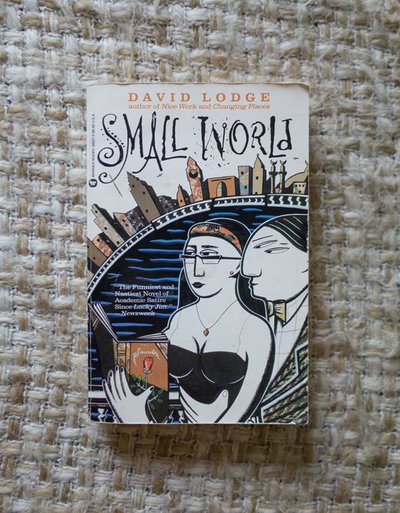 DAVID LODGE
author of Nice Work and Changing Places
SMALL WORLD
"The Funniest and
Nastiest Novel of
Academic Satire
Since Lucky Jim."
Newsweek